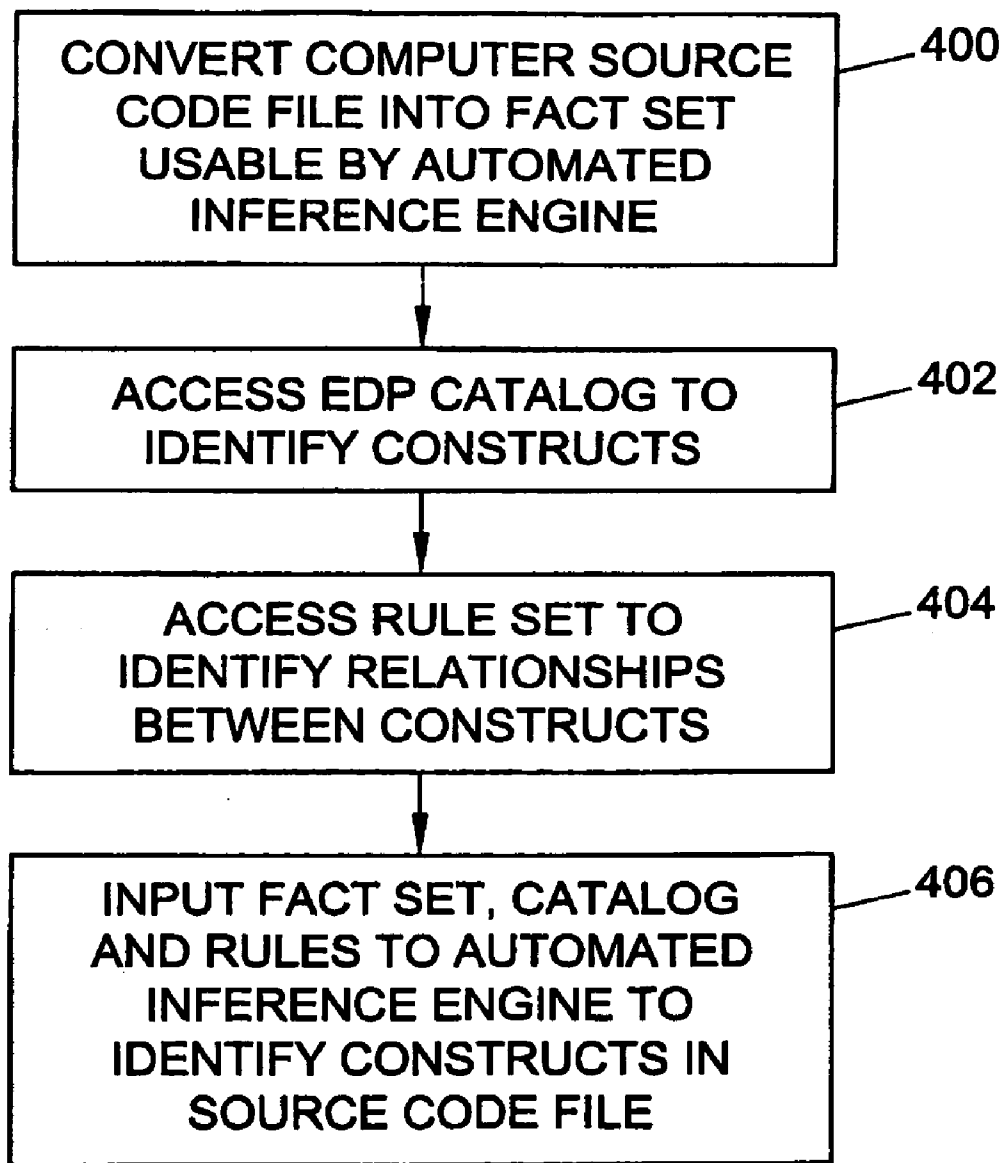 CONVERT COMPUTER SOURCE
CODE FILE INTO FACT SET
USABLE BY AUTOMATED
INFERENCE ENGINE
400
ACCESS EDP CATALOG TO
IDENTIFY CONSTRUCTS
402
ACCESS RULE SET TO
IDENTIFY RELATIONSHIPS
BETWEEN CONSTRUCTS
404
INPUT FACT SET, CATALOG
AND RULES TO AUTOMATED
INFERENCE ENGINE TO
IDENTIFY CONSTRUCTS IN
SOURCE CODE FILE
406